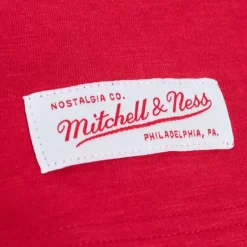 NOSTALGIA CO.
Mitchell & Ness
PHILADELPHIA, PA.